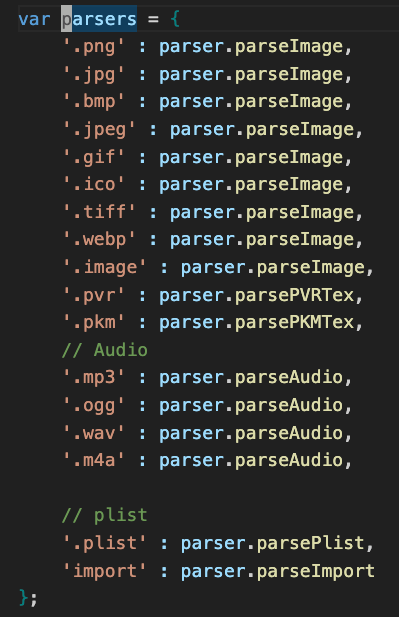 var parsers = {
    '.png' : parser.parseImage,
    '.jpg' : parser.parseImage,
    '.bmp' : parser.parseImage,
    '.jpeg' : parser.parseImage,
    '.gif' : parser.parseImage,
    '.ico' : parser.parseImage,
    '.tiff' : parser.parseImage,
    '.webp' : parser.parseImage,
    '.image' : parser.parseImage,
    '.pvr' : parser.parsePVRTex,
    '.pkm' : parser.parsePKMTex,
    // Audio
    '.mp3' : parser.parseAudio,
    '.ogg' : parser.parseAudio,
    '.wav' : parser.parseAudio,
    '.m4a' : parser.parseAudio,

    // plist
    '.plist' : parser.parsePlist,
    'import' : parser.parseImport
};